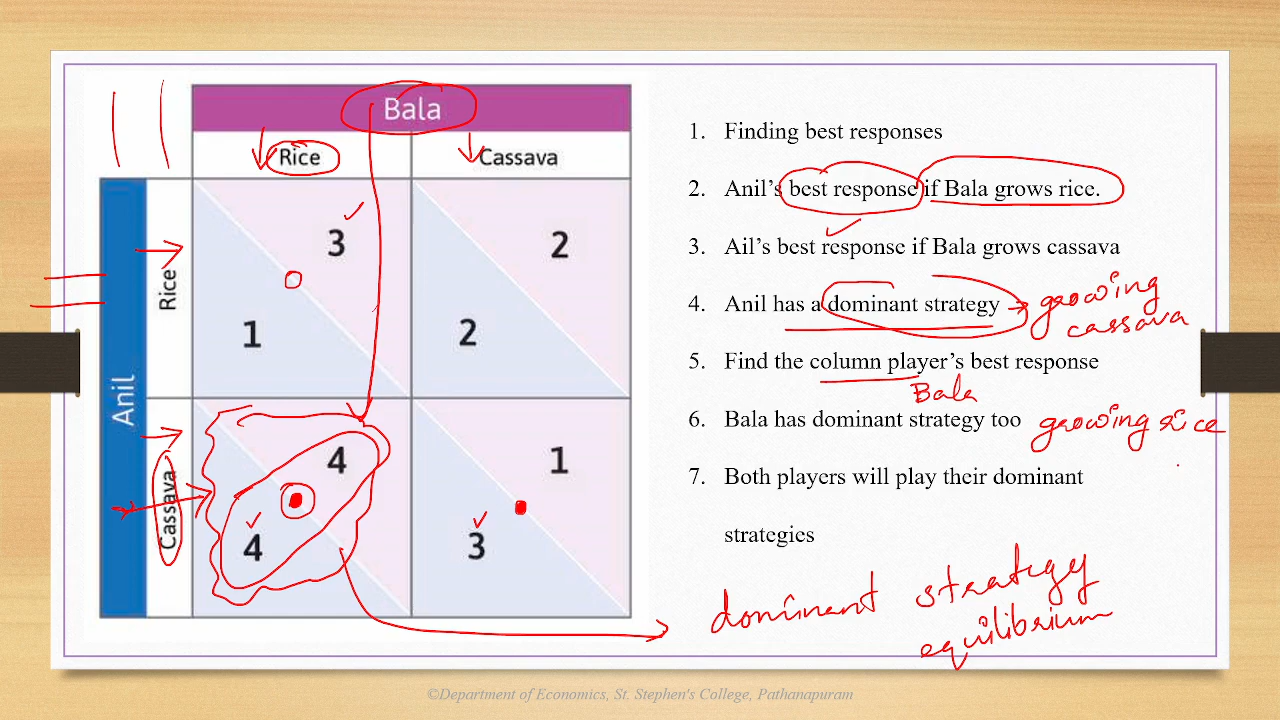 Bala
Rice Cassava
Anil
Rice
3
1
2
2
Cassava
4
4
1
3
1. Finding best responses
2. Anil’s best response if Bala grows rice.
3. Ail’s best response if Bala grows cassava
4. Anil has a dominant strategy → growing
cassava
5. Find the column player’s best response
Bala
6. Bala has dominant strategy too growing rice
7. Both players will play their dominant
strategies
dominant strategy
equilibrium
©Department of Economics, St. Stephen's College, Pathanapuram